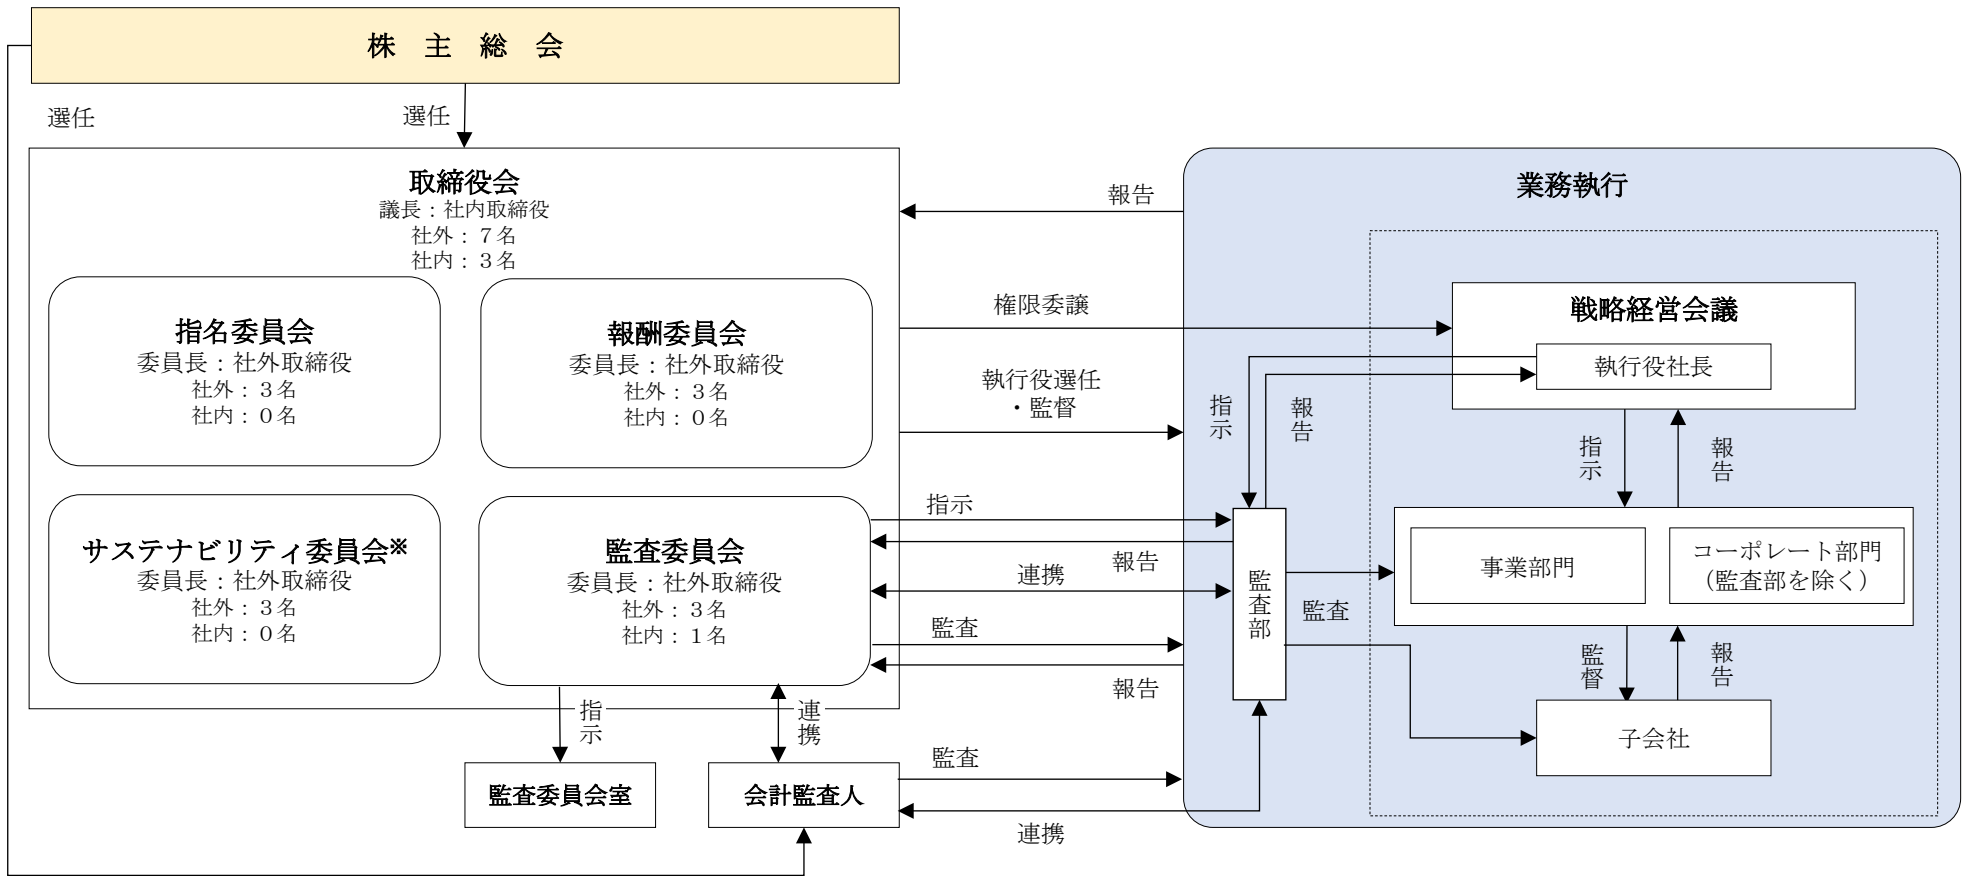 株 主 総 会
選任
選任
取締役会
議長：社内取締役
社外：７名
社内：３名
指名委員会
委員長：社外取締役
社外：３名
社内：０名
報酬委員会
委員長：社外取締役
社外：３名
社内：０名
サステナビリティ委員会※
委員長：社外取締役
社外：３名
社内：０名
監査委員会
委員長：社外取締役
社外：３名
社内：１名
指示
連携
監査委員会室
会計監査人
報告
権限委譲
執行役選任
・監督
指示
報告
連携
監査
報告
監査
連携
業務執行
戦略経営会議
執行役社長
指示
報告
指示
報告
監査部
監査
事業部門
コーポレート部門
（監査部を除く）
監督
報告
子会社